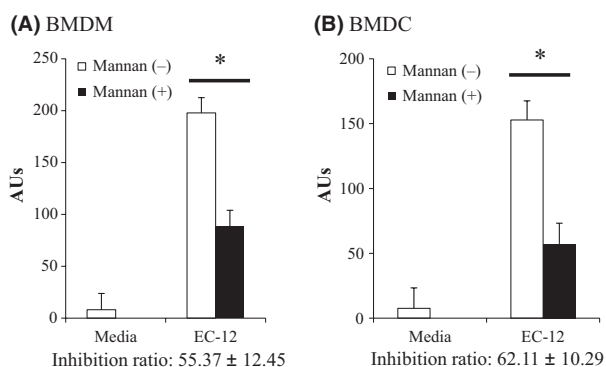 (A) BMDM
250
200
150
100
50
0
AUs
Mannan (–)
Mannan (+)
*
Media
EC-12
Inhibition ratio: 55.37 ± 12.45
(B) BMDC
200
150
100
50
0
AUs
Mannan (–)
Mannan (+)
*
Media
EC-12
Inhibition ratio: 62.11 ± 10.29